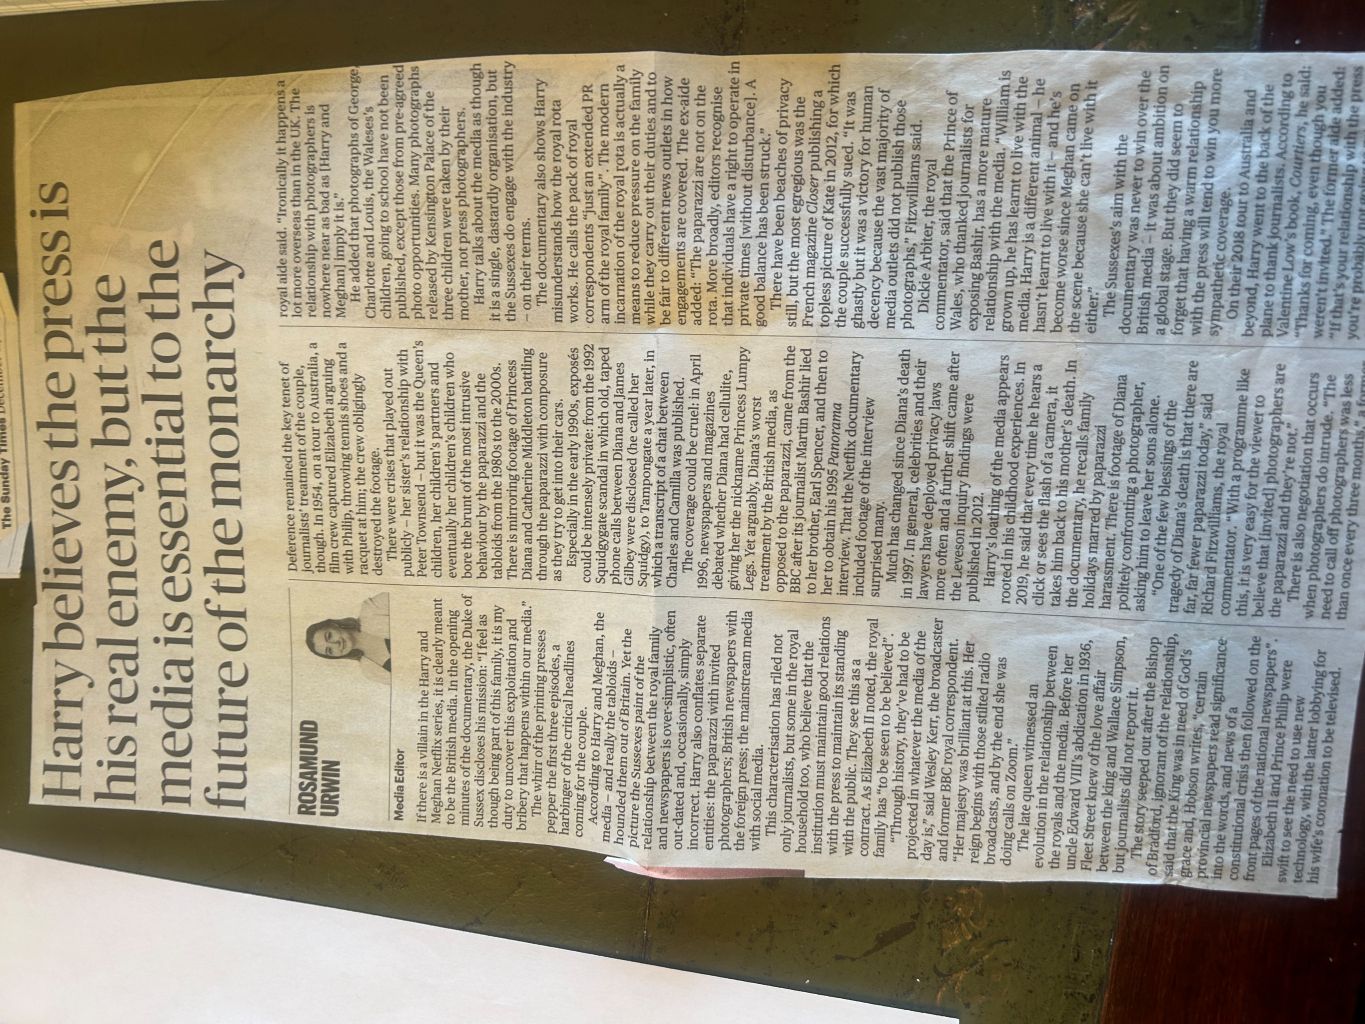 The Sunday Times December
Harry believes the press is
his real enemy, but the
media is essential to the
future of the monarchy
ROSAMUND
URWIN
Media Editor
If there is a villain in the Harry and
Meghan Netflix series, it is clearly meant
to be the British media. In the opening
minutes of the documentary, the Duke of
Sussex discloses his mission: “I feel as
though being part of this family, it is my
duty to uncover this exploitation and
bribery that happens within our media.”
The whirr of the printing presses
pepper the first three episodes, a
harbinger of the critical headlines
coming for the couple.
According to Harry and Meghan, the
media – and really the tabloids –
hounded them out of Britain. Yet the
picture the Sussexes paint of the
relationship between the royal family
and newspapers is over-simplistic, often
out-dated and, occasionally, simply
incorrect. Harry also conflates separate
entities: the paparazzi with invited
photographers; British newspapers with
the foreign press; the mainstream media
with social media.
This characterisation has riled not
only journalists, but some in the royal
household too, who believe that the
institution must maintain good relations
with the press to maintain its standing
with the public. They see this as a
contract. As Elizabeth II noted, the royal
family has “to be seen to be believed”.
“Through history, they’ve had to be
projected in whatever the media of the
day is,” said Wesley Kerr, the broadcaster
and former BBC royal correspondent.
“Her majesty was brilliant at this. Her
reign begins with those stilted radio
broadcasts, and by the end she was
doing calls on Zoom.”
The late queen witnessed an
evolution in the relationship between
the royals and the media. Before her
uncle Edward VIII’s abdication in 1936,
Fleet Street knew of the love affair
between the king and Wallace Simpson,
but journalists did not report it.
The story seeped out after the Bishop
of Bradford, ignorant of the relationship,
said that the King was in need of God’s
grace and, Hobson writes, “certain
provincial newspapers read significance
into the words, and news of a
constitutional crisis then followed on the
front pages of the national newspapers”.
Elizabeth II and Prince Philip were
swift to see the need to use new
technology, with the latter lobbying for
his wife’s coronation to be televised.
Deference remained the key tenet of
journalists’ treatment of the couple,
though. In 1954, on a tour to Australia, a
film crew captured Elizabeth arguing
with Philip, throwing tennis shoes and a
racquet at him; the crew obligingly
destroyed the footage.
There were crises that played out
publicly – her sister’s relationship with
Peter Townsend – but it was the Queen’s
children, her children’s partners and
eventually her children’s children who
bore the brunt of the most intrusive
behaviour by the paparazzi and the
tabloids from the 1980s to the 2000s.
There is mirroring footage of Princess
Diana and Catherine Middleton battling
through the paparazzi with composure
as they try to get into their cars.
Especially in the early 1990s, exposés
could be intensely private: from the 1992
Squidgygate scandal in which old, taped
phone calls between Diana and James
Gilbey were disclosed (he called her
Squidgy), to Tampongate a year later, in
which a transcript of a chat between
Charles and Camilla was published.
The coverage could be cruel: in April
1996, newspapers and magazines
debated whether Diana had cellulite,
giving her the nickname Princess Lumpy
Legs. Yet arguably, Diana’s worst
treatment by the British media, as
opposed to the paparazzi, came from the
BBC after its journalist Martin Bashir lied
to her brother, Earl Spencer, and then to
her to obtain his 1995 Panorama
interview. That the Netflix documentary
included footage of the interview
surprised many.
Much has changed since Diana’s death
in 1997. In general, celebrities and their
lawyers have deployed privacy laws
more often and a further shift came after
the Leveson inquiry findings were
published in 2012.
Harry’s loathing of the media appears
rooted in his childhood experiences. In
2019, he said that every time he hears a
click or sees the flash of a camera, it
takes him back to his mother’s death. In
the documentary, he recalls family
holidays marred by paparazzi
harassment. There is footage of Diana
politely confronting a photographer,
asking him to leave her sons alone.
“One of the few blessings of the
tragedy of Diana’s death is that there are
far, far fewer paparazzi today,” said
Richard Fitzwilliams, the royal
commentator. “With a programme like
this, it is very easy for the viewer to
believe that [invited] photographers are
the paparazzi and they’re not.”
There is also negotiation that occurs
when photographers do intrude. “The
need to call off photographers was less
than once every three months,”
royal aide said. “Ironically it happens a
lot more overseas than in the UK. The
relationship with photographers is
nowhere near as bad as [Harry and
Meghan] imply it is.”
He added that photographs of George,
Charlotte and Louis, the Waleses’s
children, going to school have not been
published, except those from pre-agreed
photo opportunities. Many photographs
released by Kensington Palace of the
three children were taken by their
mother, not press photographers.
Harry talks about the media as though
it is a single, dastardly organisation, but
the Sussexes do engage with the industry
– on their terms.
The documentary also shows Harry
misunderstands how the royal rota
works. He calls the pack of royal
correspondents “just an extended PR
arm of the royal family”. The modern
incarnation of the royal rota is actually a
means to reduce pressure on the family
while they carry out their duties and to
be fair to different news outlets in how
engagements are covered. The ex-aide
added: “The paparazzi are not on the
rota. More broadly, editors recognise
that individuals have a right to operate in
private times [without disturbance]. A
good balance has been struck.”
There have been breaches of privacy
still, but the most egregious was the
French magazine Closer publishing a
topless picture of Kate in 2012, for which
the couple successfully sued. “It was
ghastly but it was a victory for human
decency because the vast majority of
media outlets did not publish those
photographs,” Fitzwilliams said.
Dickie Arbiter, the royal
commentator, said that the Prince of
Wales, who thanked journalists for
exposing Bashir, has a more mature
relationship with the media. “William is
grown up, he has learnt to live with the
media. Harry is a different animal – he
hasn’t learnt to live with it – and he’s
become worse since Meghan came on
the scene because she can’t live with it
either.”
The Sussexes’s aim with the
documentary was never to win over the
British media – it was about ambition on
a global stage. But they did seem to
forget that having a warm relationship
with the press will tend to win you more
sympathetic coverage.
On their 2018 tour to Australia and
beyond, Harry went to the back of the
plane to thank journalists. According to
Valentine Low’s book, Courtiers, he said:
“Thanks for coming, even though you
weren’t invited.” The former aide added:
“If that’s your relationship with the press
you’re probably